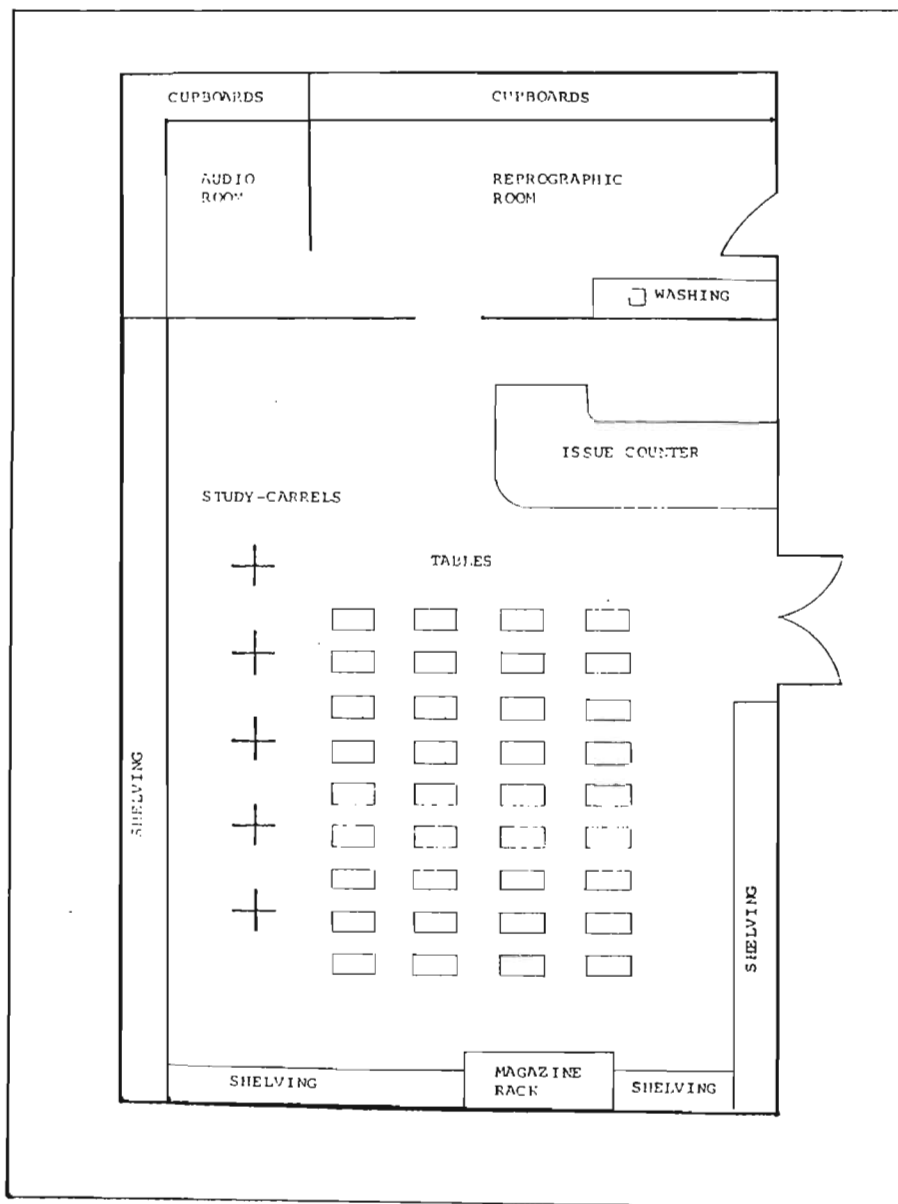 CUPBOARDS
CUPBOARDS
AUDIO
ROOM
REPROGRAPHIC
ROOM
WASHING
ISSUE COUNTER
STUDY-CARRELS
TABLES
SHELVING
SHELVING
SHELVING
MAGAZINE
RACK
SHELVING